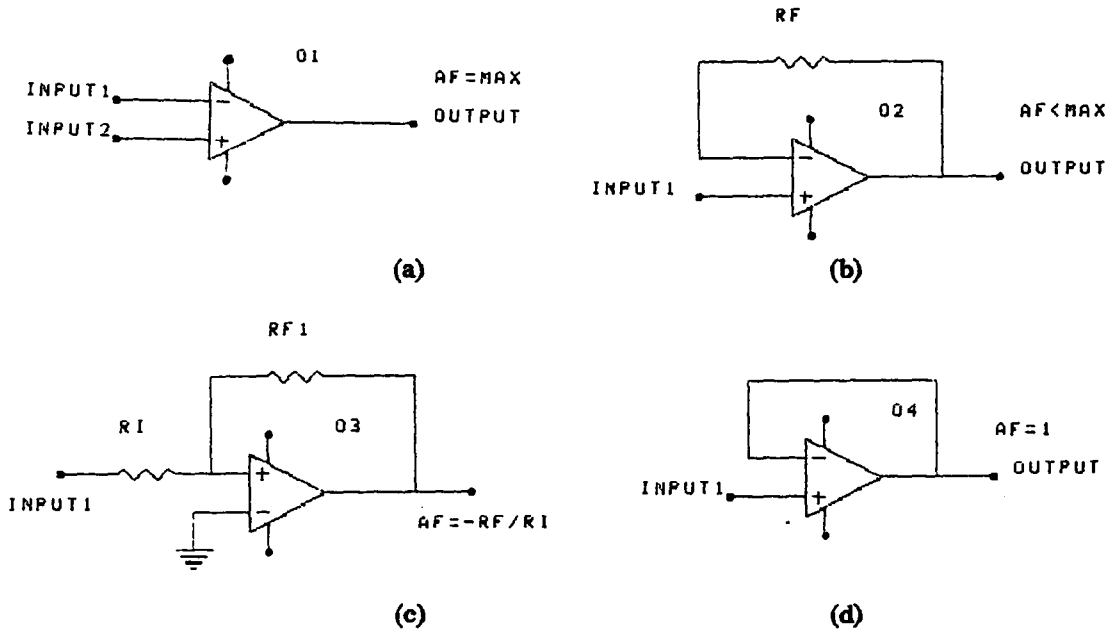 O1
AF=MAX
INPUT1
-
OUTPUT
INPUT2
+
(a)
RF
O2
AF<MAX
-
OUTPUT
INPUT1
+
(b)
RF1
RI
O3
+
INPUT1
-
AF=-RF/RI
(c)
O4
AF=1
-
OUTPUT
INPUT1
+
(d)